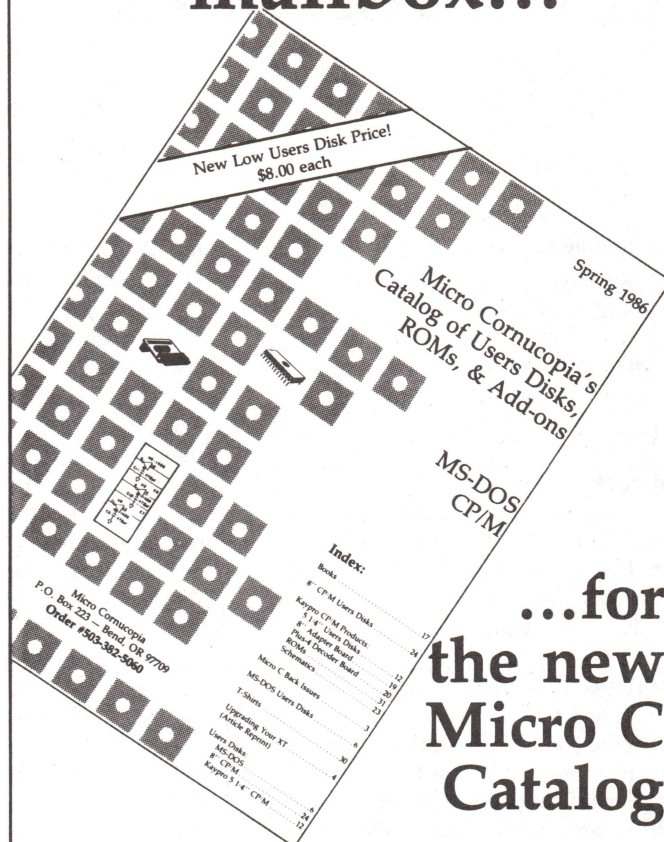 mailbox...
New Low Users Disk Price!
$8.00 each
Spring 1986
Micro Cornucopia's
Catalog of Users Disks,
ROMs, & Add-ons
MS-DOS
CP/M
Index:
Books 17
8" CP/M Users Disks 24
Kaypro CP/M Products:
5 1/4" Users Disks 12
8" Adapter Board 19
Plus-4 Decoder Board 20
ROMs 31
Schematics 23
Micro C Back Issues 3
MS-DOS Users Disks 6
T-Shirts 30
Upgrading Your XT
(Article Reprint) 4
Users Disks:
MS-DOS 6
8" CP/M 24
Kaypro 5 1/4" CP/M 12
Micro Cornucopia
P.O. Box 223 — Bend, OR 97709
Order #503-382-5060
...for
the new
Micro C
Catalog